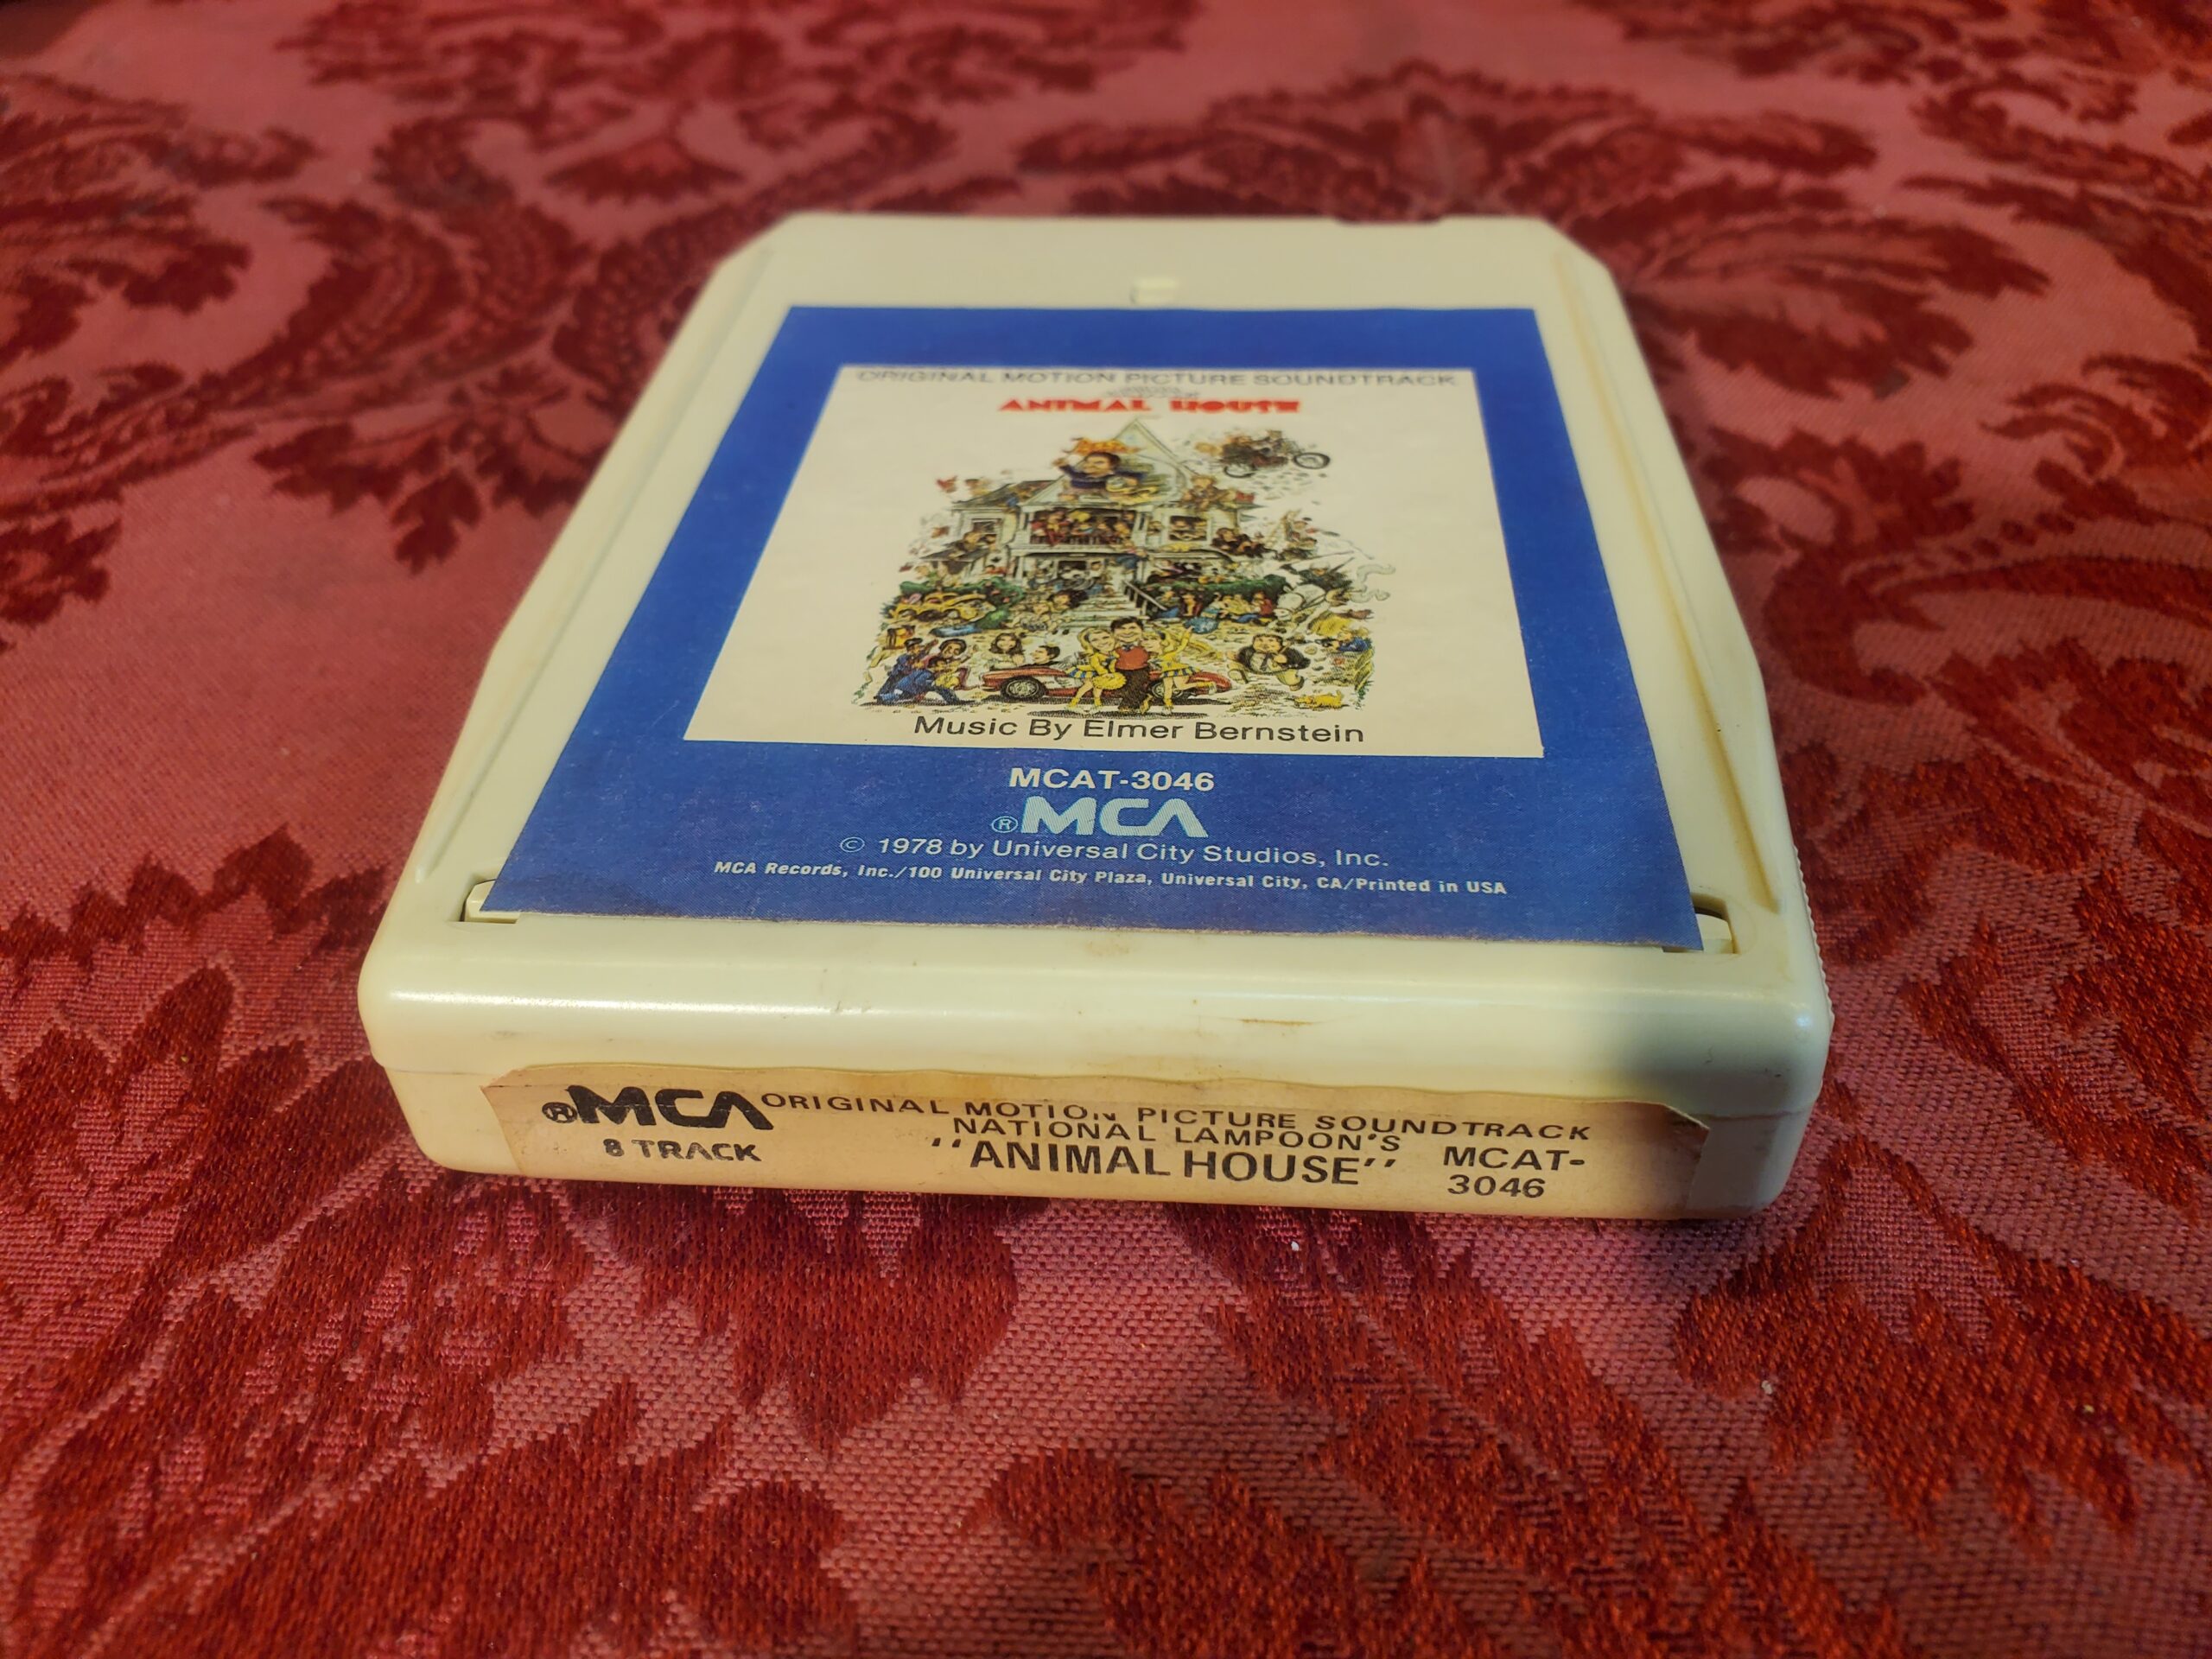 ORIGINAL MOTION PICTURE SOUNDTRACK
ANIMAL HOUSE
Music By Elmer Bernstein
MCAT-3046
®MCA
© 1978 by Universal City Studios, Inc.
MCA Records, Inc./100 Universal City Plaza, Universal City, CA/Printed in USA
®MCA ORIGINAL MOTION PICTURE SOUNDTRACK
8 TRACK NATIONAL LAMPOON'S
"ANIMAL HOUSE" MCAT-
3046